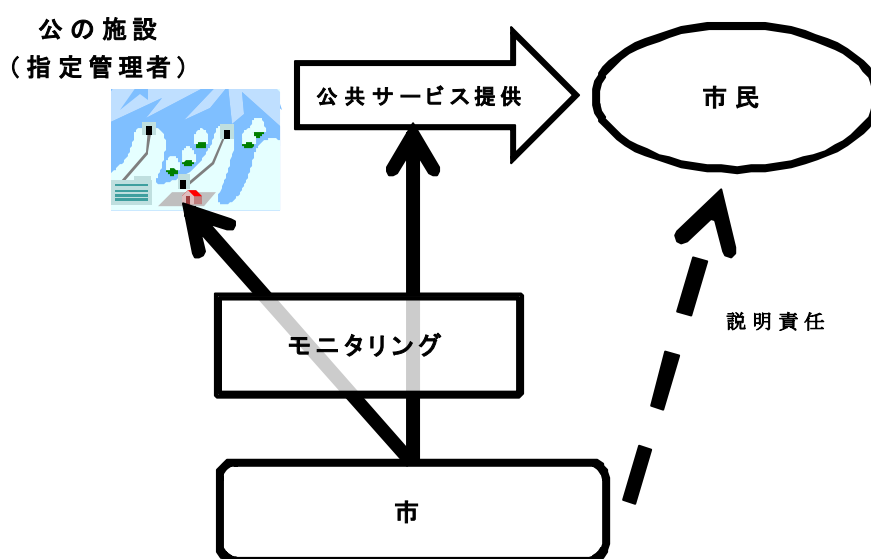 公の施設
（指定管理者）
公共サービス提供
市民
説明責任
モニタリング
市